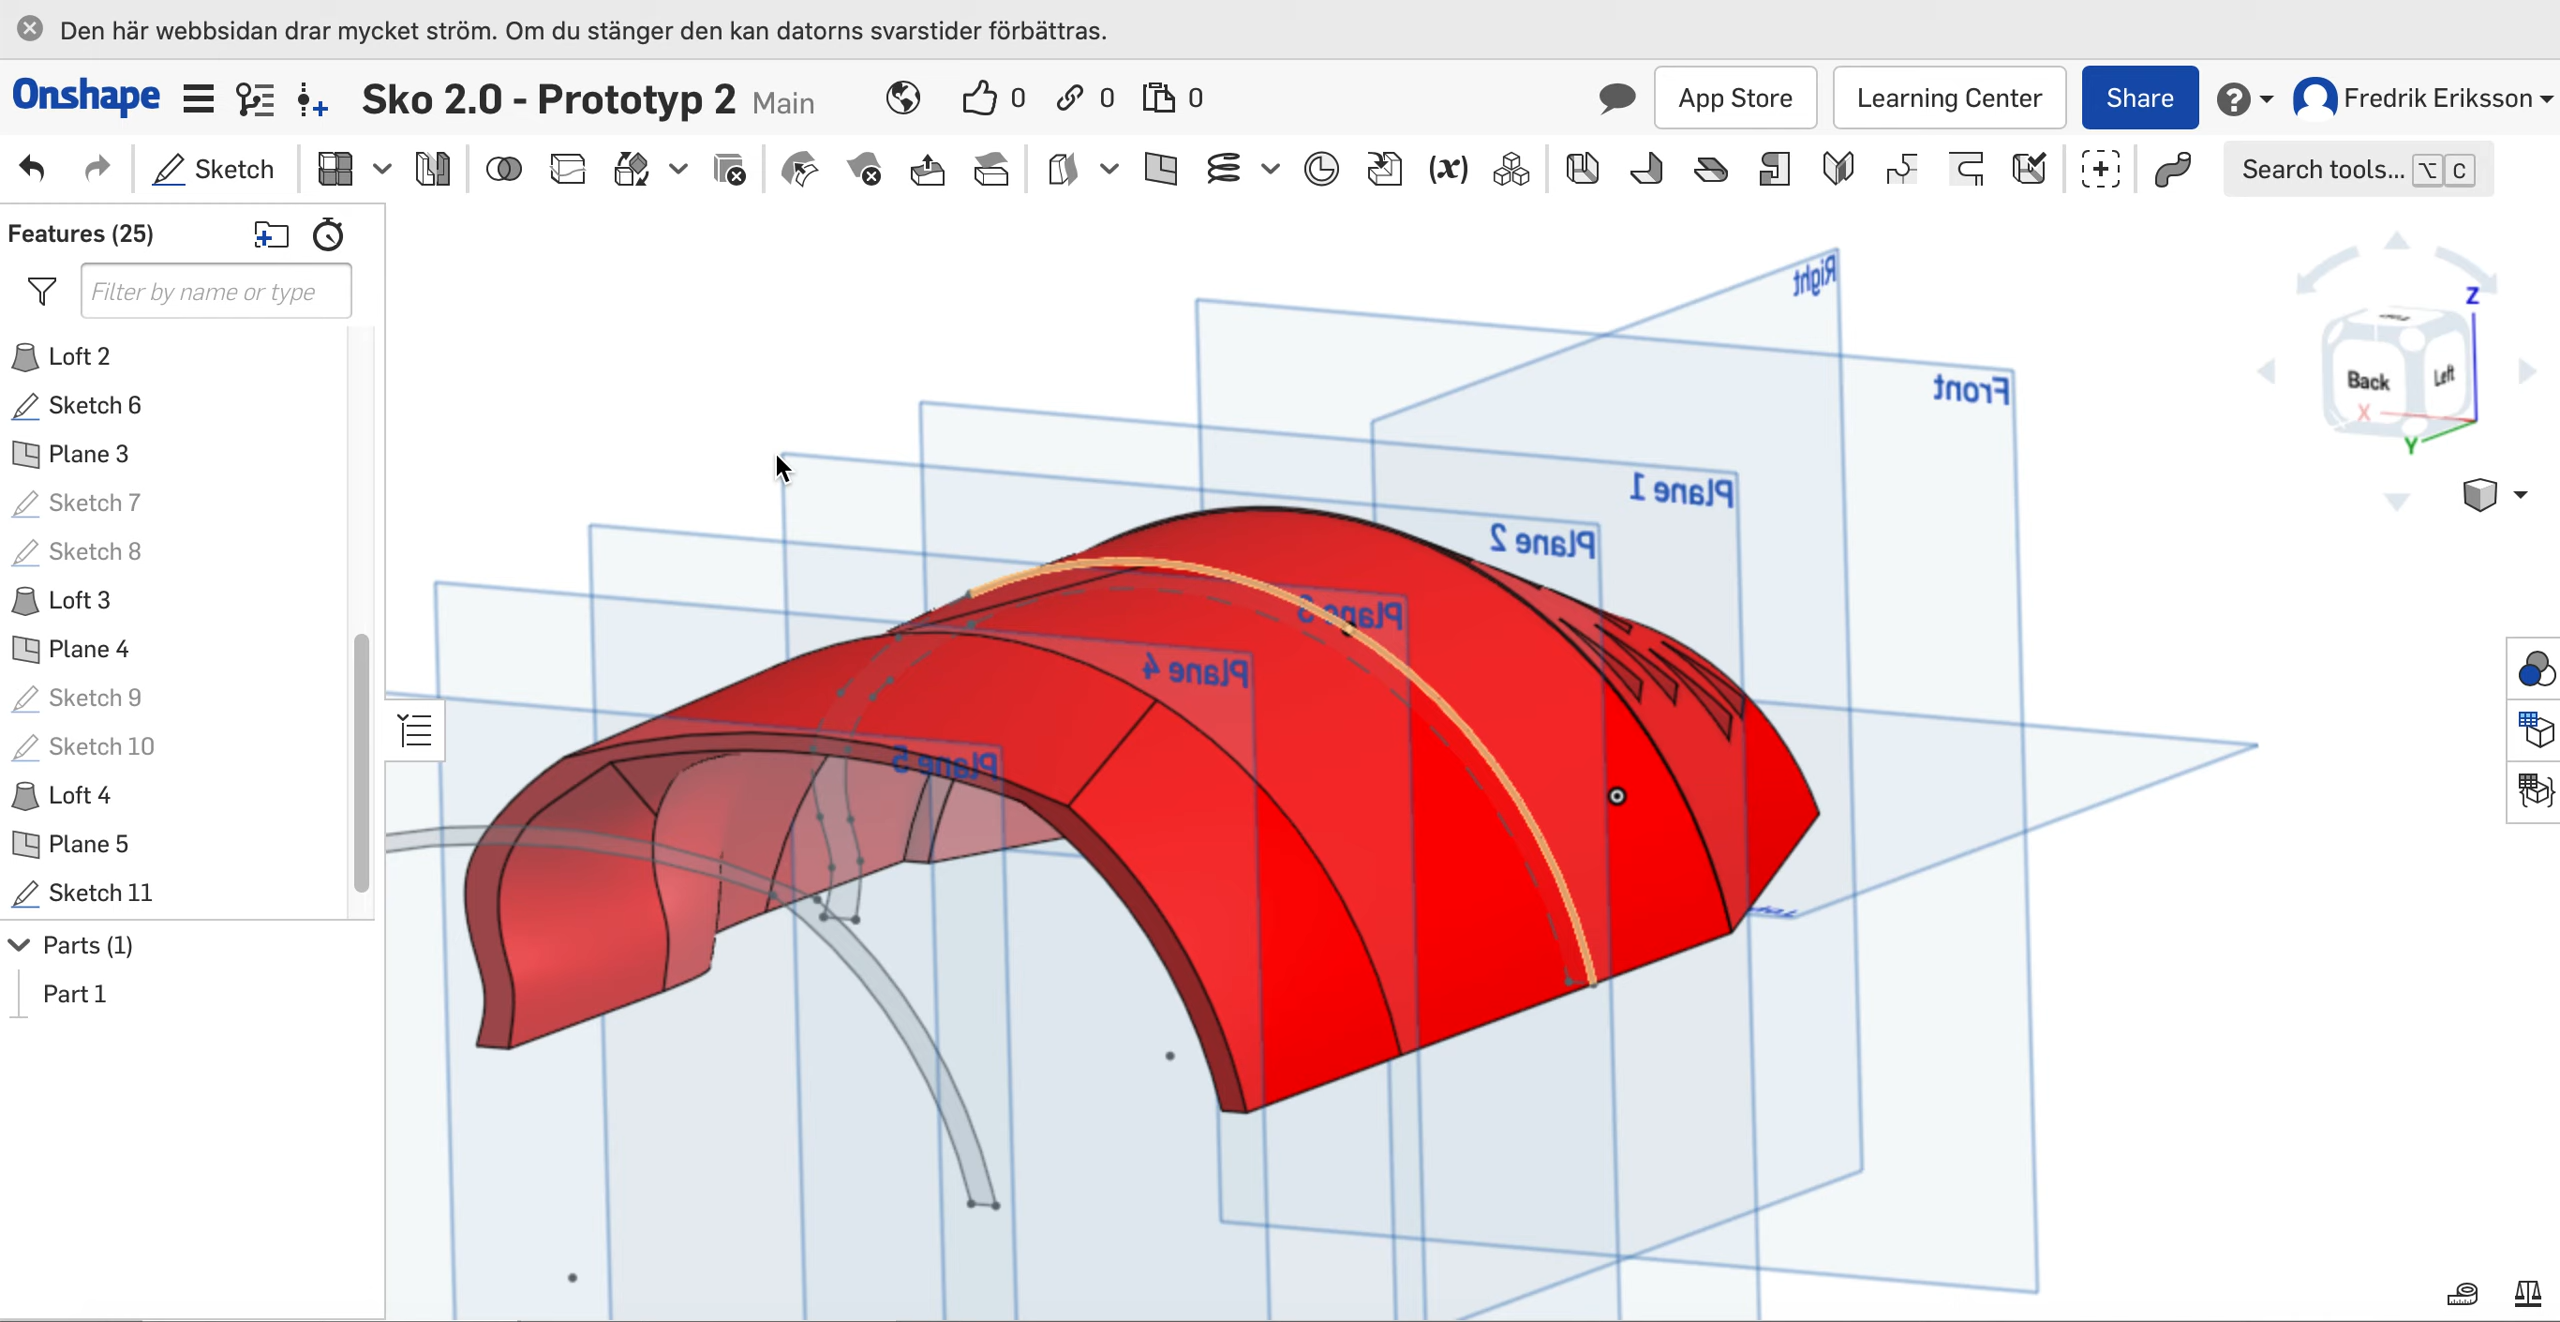 Den här webbsidan drar mycket ström. Om du stänger den kan datorns svarstider förbättras.
Onshape Sko 2.0 - Prototyp 2 Main 0 0 0 App Store Learning Center Share Fredrik Eriksson
Sketch (x) Search tools... ⌥ C
Features (25)
Filter by name or type
Loft 2
Sketch 6
Plane 3
Sketch 7
Sketch 8
Loft 3
Plane 4
Sketch 9
Sketch 10
Loft 4
Plane 5
Sketch 11
Parts (1)
Part 1
Right
Front
Plane 1
Plane 2
Plane 3
Plane 4
Plane 5
Top
Z
Back Left
X
Y